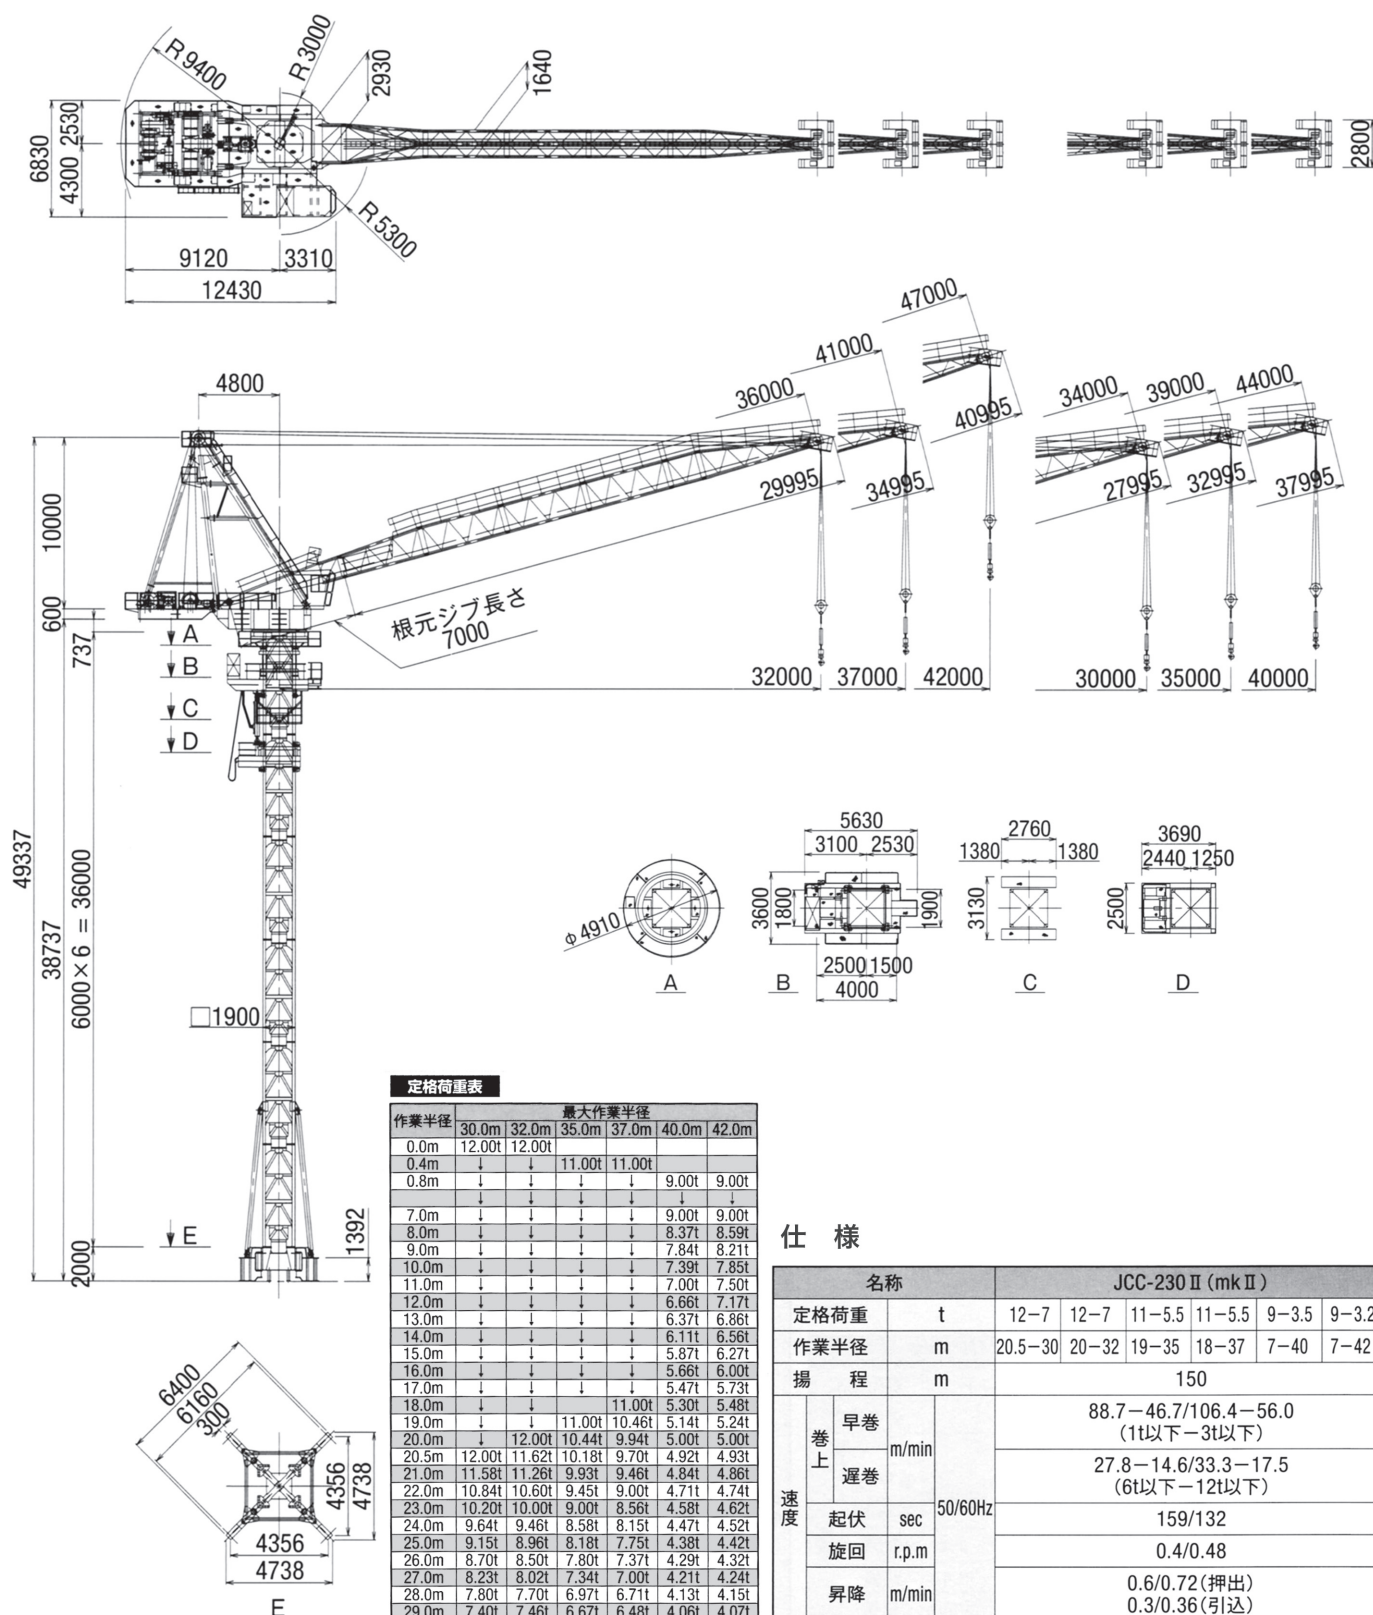 R9400
R3000
2930
1640
6830
2530
4300
2800
R5300
9120
3310
12430
47000
41000
36000
34000
39000
44000
4800
40995
29995
34995
27995
32995
37995
10000
600
737
根元ジブ長さ
7000
A
B
C
D
32000
37000
42000
30000
35000
40000
49337
38737
6000×6 = 36000
□1900
5630
3100
2530
3600
1800
1900
2500
1500
4000
2760
1380
1380
3130
3690
2440
1250
2500
φ4910
A
B
C
D
E
2000
1392
6400
6160
300
4356
4738
4356
4738
E
定格荷重表
作業半径 最大作業半径
30.0m 32.0m 35.0m 37.0m 40.0m 42.0m
0.0m 12.00t 12.00t
0.4m ↓ ↓ 11.00t 11.00t
0.8m ↓ ↓ ↓ ↓ 9.00t 9.00t
↓ ↓ ↓ ↓ ↓ ↓
7.0m ↓ ↓ ↓ ↓ 9.00t 9.00t
8.0m ↓ ↓ ↓ ↓ 8.37t 8.59t
9.0m ↓ ↓ ↓ ↓ 7.84t 8.21t
10.0m ↓ ↓ ↓ ↓ 7.39t 7.85t
11.0m ↓ ↓ ↓ ↓ 7.00t 7.50t
12.0m ↓ ↓ ↓ ↓ 6.66t 7.17t
13.0m ↓ ↓ ↓ ↓ 6.37t 6.86t
14.0m ↓ ↓ ↓ ↓ 6.11t 6.56t
15.0m ↓ ↓ ↓ ↓ 5.87t 6.27t
16.0m ↓ ↓ ↓ ↓ 5.66t 6.00t
17.0m ↓ ↓ ↓ ↓ 5.47t 5.73t
18.0m ↓ ↓ 11.00t 5.30t 5.48t
19.0m ↓ ↓ 11.00t 10.46t 5.14t 5.24t
20.0m ↓ 12.00t 10.44t 9.94t 5.00t 5.00t
20.5m 12.00t 11.62t 10.18t 9.70t 4.92t 4.93t
21.0m 11.58t 11.26t 9.93t 9.46t 4.84t 4.86t
22.0m 10.84t 10.60t 9.45t 9.00t 4.71t 4.74t
23.0m 10.20t 10.00t 9.00t 8.56t 4.58t 4.62t
24.0m 9.64t 9.46t 8.58t 8.15t 4.47t 4.52t
25.0m 9.15t 8.96t 8.18t 7.75t 4.38t 4.42t
26.0m 8.70t 8.50t 7.80t 7.37t 4.29t 4.32t
27.0m 8.23t 8.02t 7.34t 7.00t 4.21t 4.24t
28.0m 7.80t 7.70t 6.97t 6.71t 4.13t 4.15t
29.0m 7.40t 7.46t 6.67t 6.48t 4.06t 4.07t
仕 様
名称 JCC-230Ⅱ(mkⅡ)
定格荷重 t 12-7 12-7 11-5.5 11-5.5 9-3.5 9-3.2
作業半径 m 20.5-30 20-32 19-35 18-37 7-40 7-42
揚 程 m 150
速度 巻上 早巻 m/min 50/60Hz 88.7-46.7/106.4-56.0
(1t以下-3t以下)
遅巻 27.8-14.6/33.3-17.5
(6t以下-12t以下)
起伏 sec 159/132
旋回 r.p.m 0.4/0.48
昇降 m/min 0.6/0.72(押出)
0.3/0.36(引込)